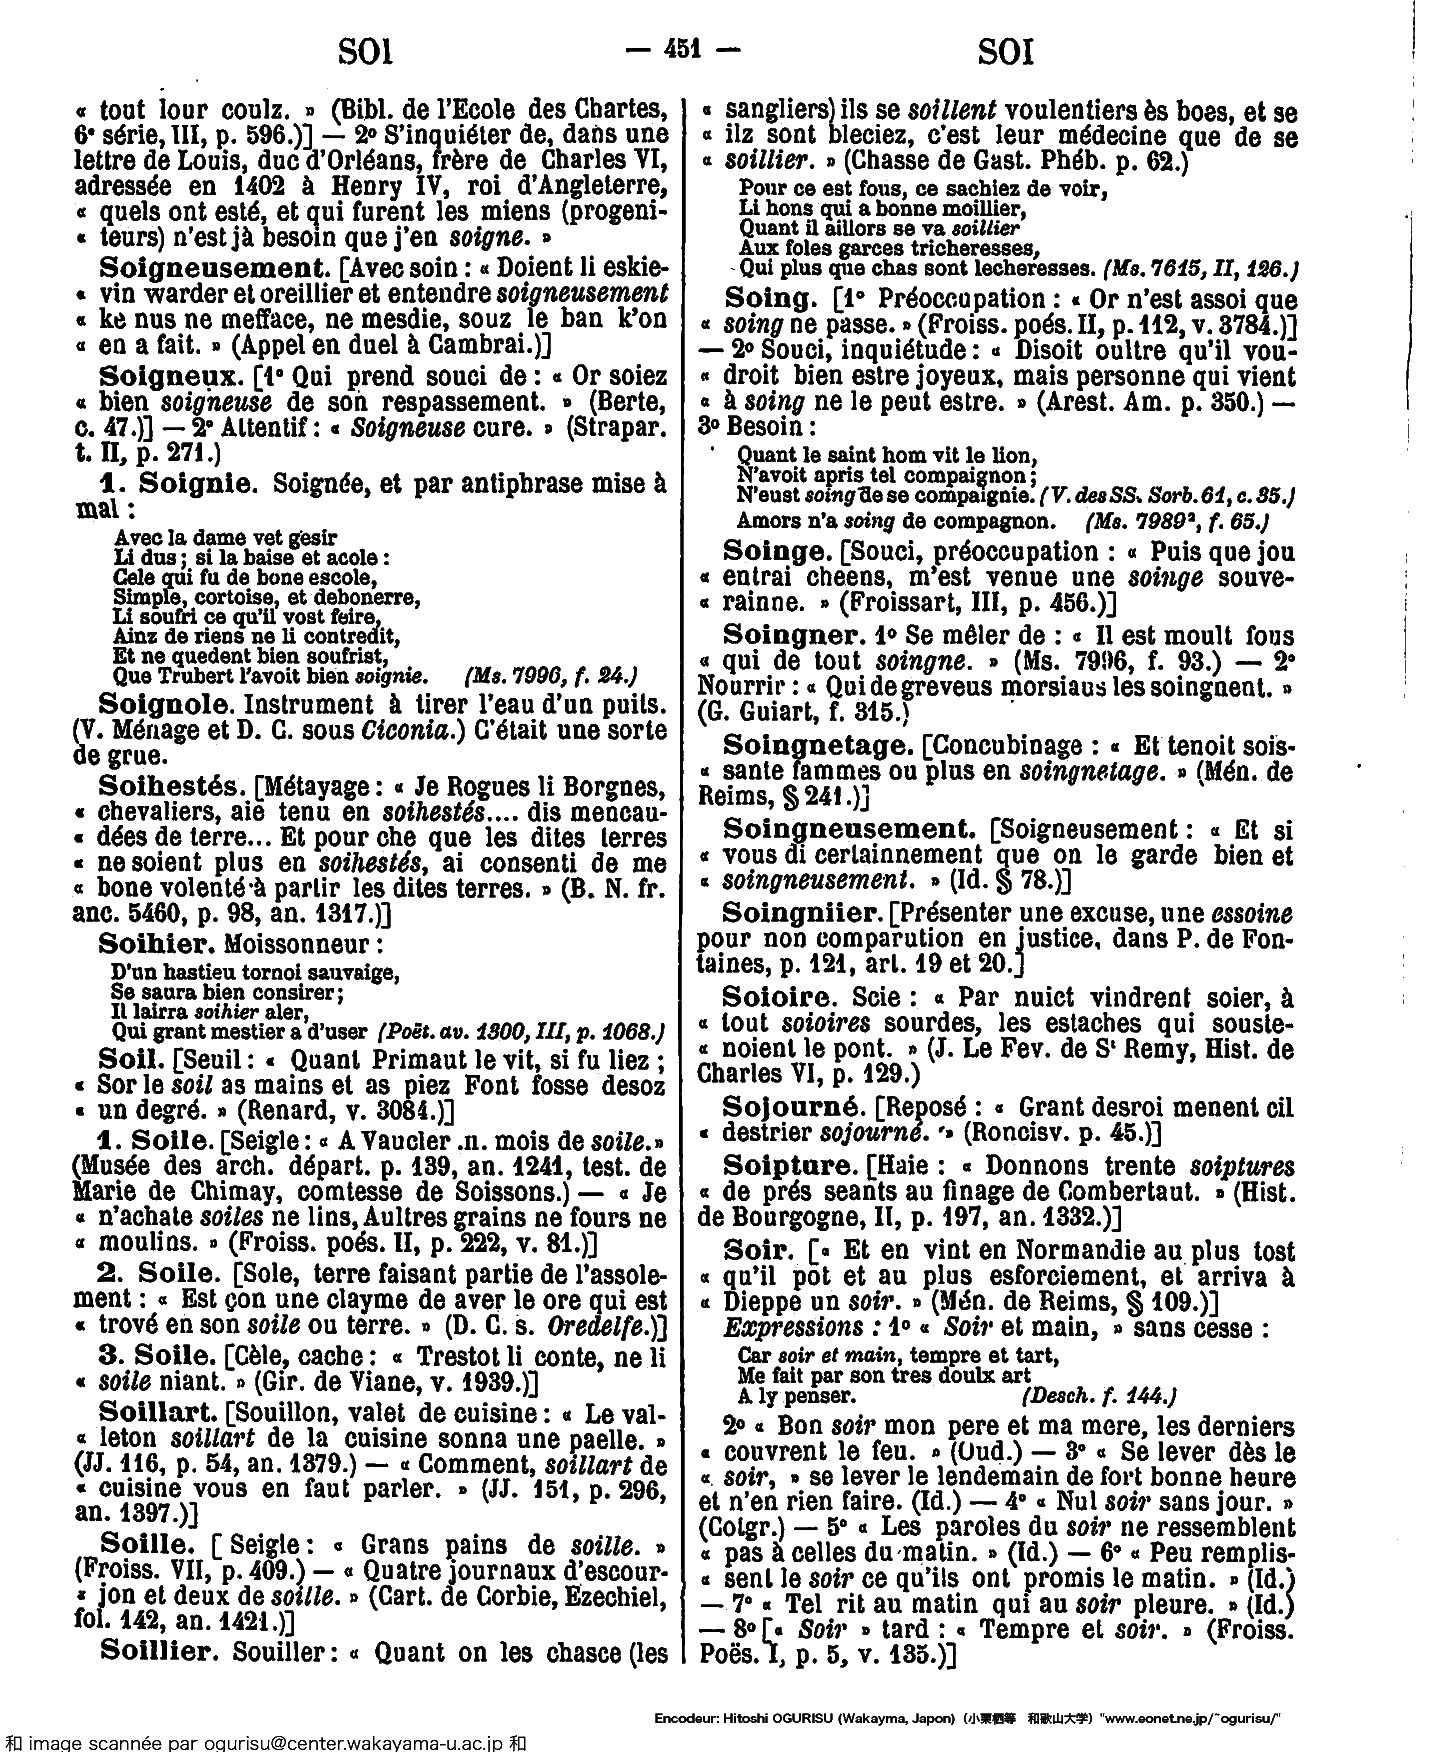 SOI
— 451 —
SOI
« tout lour coulz. » (Bibl. de l'Ecole des Chartes,
6e série, III, p. 596.)] — 2o S'inquiéter de, dans une
lettre de Louis, duc d'Orléans, frère de Charles VI,
adressée en 1402 à Henry IV, roi d'Angleterre,
« quels ont esté, et qui furent les miens (progeni-
« teurs) n'est jà besoin que j'en soigne. »
Soigneusement. [Avec soin : « Doient li eskie-
« vin warder et oreillier et entendre soigneusement
« ke nus ne mefface, ne mesdie, souz le ban k'on
« en a fait. » (Appel en duel à Cambrai.)]
Soigneux. [1o Qui prend souci de : « Or soiez
« bien soigneuse de son respassement. » (Berte,
c. 47.)] — 2o Attentif : « Soigneuse cure. » (Strapar.
t. II, p. 271.)
1. Soignie. Soignée, et par antiphrase mise à
mal :
Avec la dame vet gesir
Li dus ; si la baise et acole :
Cele qui fu de bone escole,
Simple, cortoise, et debonerre,
Li soufri ce qu'il vost feire,
Ainz de riens ne li contredit,
Et ne quedent bien soufrist,
Que Trubert l'avoit bien soignie. (Ms. 7996, f. 24.)
Soignole. Instrument à tirer l'eau d'un puits.
(V. Ménage et D. C. sous Ciconia.) C'était une sorte
de grue.
Soihestés. [Métayage : « Je Rogues li Borgnes,
« chevaliers, aie tenu en soihestés.... dis mencau-
« dées de terre... Et pour che que les dites terres
« ne soient plus en soihestés, ai consenti de me
« bone volenté à partir les dites terres. » (B. N. fr.
anc. 5460, p. 98, an. 1317.)]
Soihier. Moissonneur :
D'un hastieu tornoi sauvaige,
Se saura bien consirer ;
Il lairra soihier aler,
Qui grant mestier a d'user (Poët. av. 1300, III, p. 1068.)
Soil. [Seuil : « Quant Primaut le vit, si fu liez ;
« Sor le soil as mains et as piez Font fosse desoz
« un degré. » (Renard, v. 3084.)]
1. Soile. [Seigle : « A Vaucler .n. mois de soile. »
(Musée des arch. départ. p. 139, an. 1241, test. de
Marie de Chimay, comtesse de Soissons.) — « Je
« n'achate soiles ne lins, Aultres grains ne fours ne
« moulins. » (Froiss. poés. II, p. 222, v. 81.)]
2. Soile. [Sole, terre faisant partie de l'assole-
ment : « Est çon une clayme de aver le ore qui est
« trové en son soile ou terre. » (D. C. s. Oredelfe.)]
3. Soile. [Cèle, cache : « Trestot li conte, ne li
« soile niant. » (Gir. de Viane, v. 1939.)]
Soillart. [Souillon, valet de cuisine : « Le val-
« leton soillart de la cuisine sonna une paelle. »
(JJ. 116, p. 54, an. 1379.) — « Comment, soillart de
« cuisine vous en faut parler. » (JJ. 151, p. 296,
an. 1397.)]
Soille. [ Seigle : « Grans pains de soille. »
(Froiss. VII, p. 409.) — « Quatre journaux d'escour-
« jon et deux de soille. » (Cart. de Corbie, Ezechiel,
fol. 142, an. 1421.)]
Soillier. Souiller : « Quant on les chasce (les
« sangliers) ils se soillent voulentiers ès boes, et se
« ilz sont bleciez, c'est leur médecine que de se
« soillier. » (Chasse de Gast. Phéb. p. 62.)
Pour ce est fous, ce sachiez de voir,
Li hons qui a bonne moillier,
Quant il aillors se va soillier
Aux foles garces tricheresses,
Qui plus que chas sont lecheresses. (Ms. 7615, II, 126.)
Soing. [1o Préoccupation : « Or n'est assoi que
« soing ne passe. » (Froiss. poés. II, p. 112, v. 3784.)]
— 2o Souci, inquiétude : « Disoit oultre qu'il vou-
« droit bien estre joyeux, mais personne qui vient
« à soing ne le peut estre. » (Arest. Am. p. 350.) —
3o Besoin :
Quant le saint hom vit le lion,
N'avoit apris tel compaignon ;
N'eust soing de se compaignie. (V. des SS. Sorb. 61, c. 35.)
Amors n'a soing de compagnon. (Ms. 7989², f. 65.)
Soinge. [Souci, préoccupation : « Puis que jou
« entrai cheens, m'est venue une soinge souve-
« rainne. » (Froissart, III, p. 456.)]
Soingner. 1o Se mêler de : « Il est moult fous
« qui de tout soingne. » (Ms. 7996, f. 93.) — 2o
Nourrir : « Qui de greveus morsiaus les soingnent. »
(G. Guiart, f. 315.)
Soingnetage. [Concubinage : « Et tenoit sois-
« sante fammes ou plus en soingnetage. » (Mén. de
Reims, § 241.)]
Soingneusement. [Soigneusement : « Et si
« vous di certainnement que on le garde bien et
« soingneusement. » (Id. § 78.)]
Soingniier. [Présenter une excuse, une essoine
pour non comparution en justice, dans P. de Fon-
taines, p. 121, art. 19 et 20.]
Soioire. Scie : « Par nuict vindrent soier, à
« tout soioires sourdes, les estaches qui souste-
« noient le pont. » (J. Le Fev. de St Remy, Hist. de
Charles VI, p. 129.)
Sojourné. [Reposé : « Grant desroi menent cil
« destrier sojourné. » (Roncisv. p. 45.)]
Soipture. [Haie : « Donnons trente soiptures
« de prés seants au finage de Combertaut. » (Hist.
de Bourgogne, II, p. 197, an. 1332.)]
Soir. [« Et en vint en Normandie au plus tost
« qu'il pot et au plus esforciement, et arriva à
« Dieppe un soir. » (Mén. de Reims, § 109.)]
Expressions : 1o « Soir et main, » sans cesse :
Car soir et main, tempre et tart,
Me fait par son tres doulx art
A ly penser. (Desch. f. 144.)
2o « Bon soir mon pere et ma mere, les derniers
« couvrent le feu. » (Oud.) — 3o « Se lever dès le
« soir, » se lever le lendemain de fort bonne heure
et n'en rien faire. (Id.) — 4o « Nul soir sans jour. »
(Cotgr.) — 5o « Les paroles du soir ne ressemblent
« pas à celles du matin. » (Id.) — 6o « Peu remplis-
« sent le soir ce qu'ils ont promis le matin. » (Id.)
— 7o « Tel rit au matin qui au soir pleure. » (Id.)
— 8o [« Soir » tard : « Tempre et soir. » (Froiss.
Poës. I, p. 5, v. 135.)]
Encodeur: Hitoshi OGURISU (Wakayma, Japon) (小栗栖等 和歌山大学) "www.eonet.ne.jp/~ogurisu/"
和 image scannée par ogurisu@center.wakayama-u.ac.jp 和